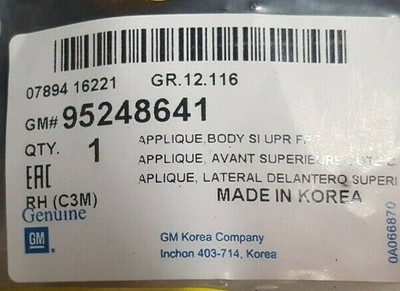 07894 16221 GR.12.116
GM# 95248641
QTY. 1 APPLIQUE,BODY SI UPR
APPLIQUE, AVANT SUPERIEURE
EAC APLIQUE, LATERAL DELANTERO SUPERI
RH (C3M) MADE IN KOREA
Genuine
GM
GM Korea Company
Inchon 403-714, Korea
0A066870